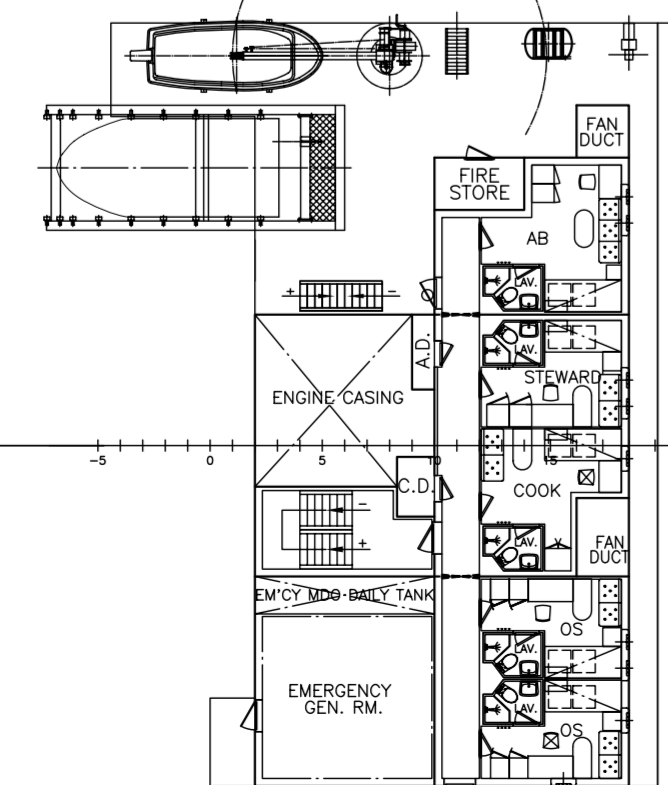 FAN
DUCT
FIRE
STORE
AB
LAV.
+ -
A.D.
LAV.
STEWARD
ENGINE CASING
-5 0 5 10 15
C.D.
COOK
-
+
FAN
DUCT
LAV.
EM'CY MDO DAILY TANK
OS
LAV.
EMERGENCY
GEN. RM.
LAV.
OS